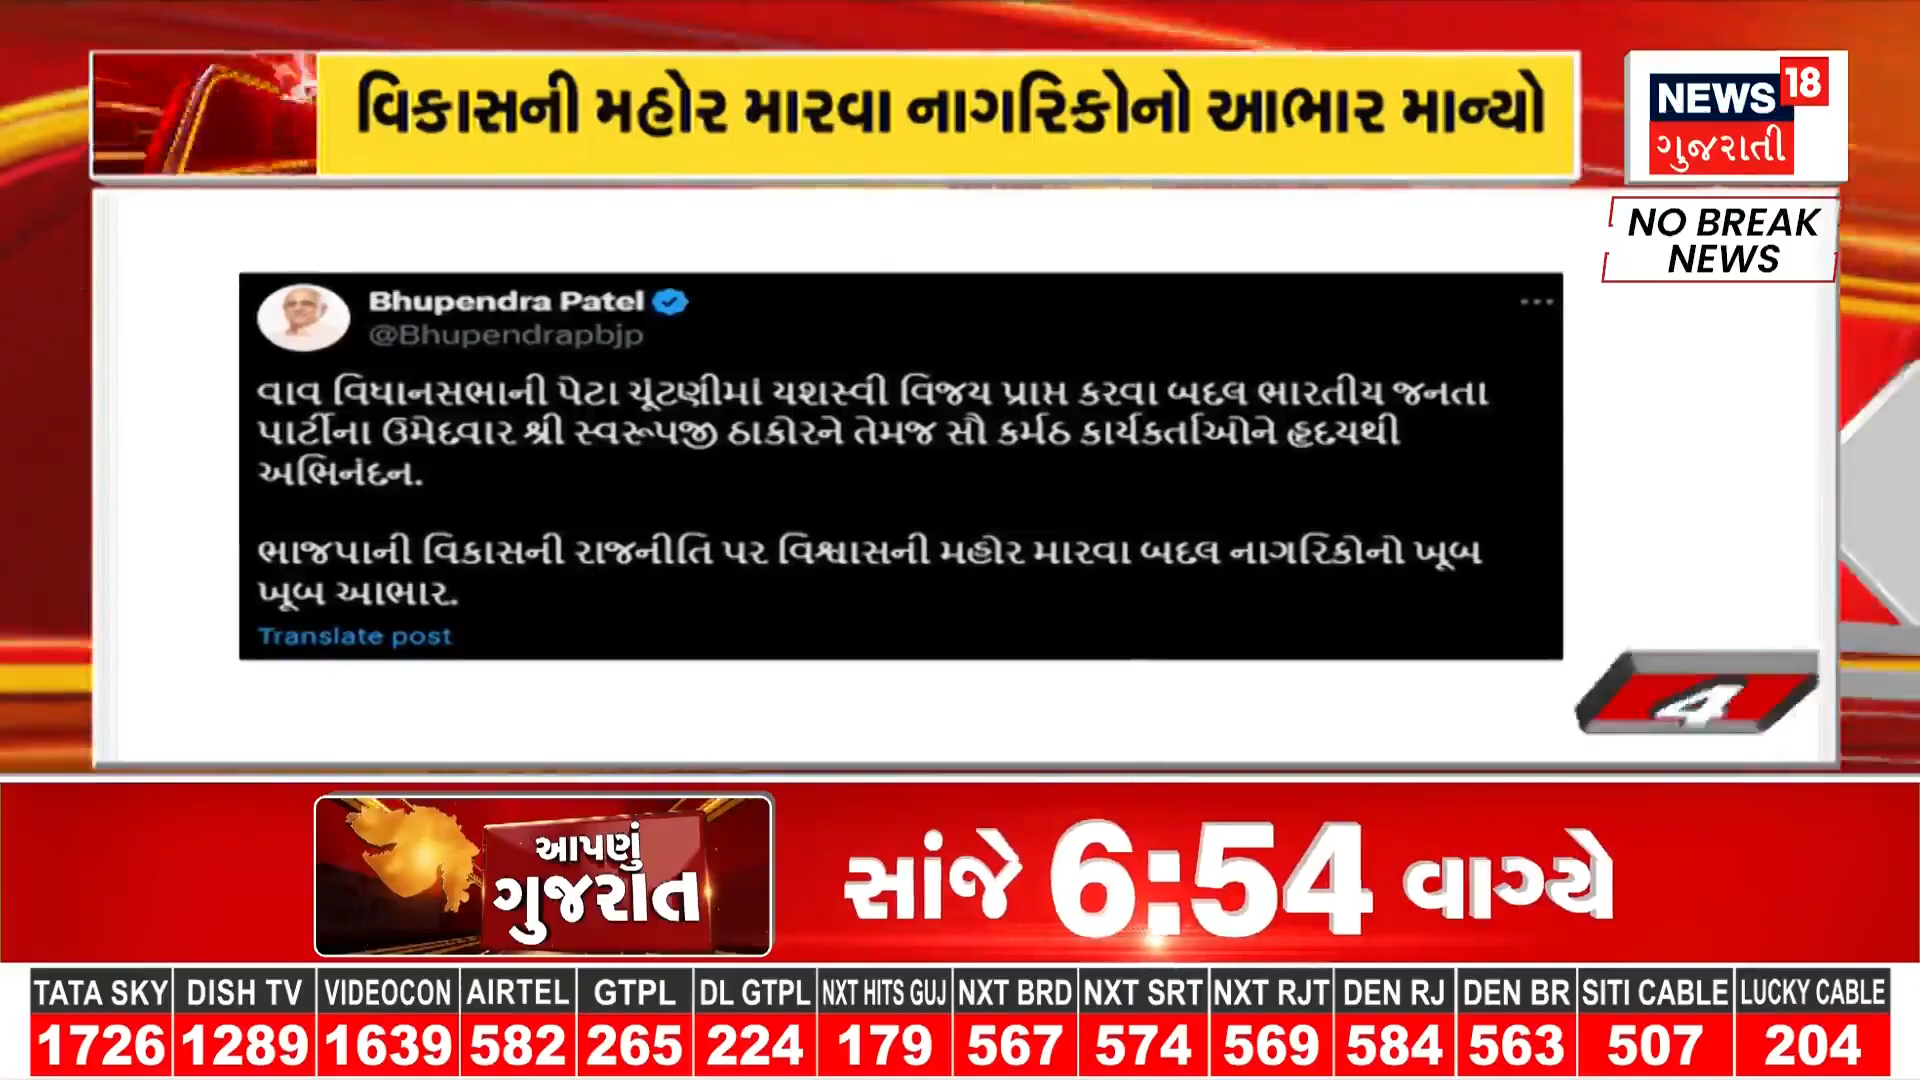 વિકાસની મહોર મારવા નાગરિકોનો આભાર માન્યો
NEWS 18
ગુજરાતી
NO BREAK
NEWS
Bhupendra Patel
@Bhupendrapbjp
વાવ વિધાનસભાની પેટા ચૂંટણીમાં યશસ્વી વિજય પ્રાપ્ત કરવા બદલ ભારતીય જનતા
પાર્ટીના ઉમેદવાર શ્રી સ્વરૂપજી ઠાકોરને તેમજ સૌ કર્મઠ કાર્યકર્તાઓને હૃદયથી
અભિનંદન.
ભાજપાની વિકાસની રાજનીતિ પર વિશ્વાસની મહોર મારવા બદલ નાગરિકોનો ખૂબ
ખૂબ આભાર.
Translate post
4
આપણું
ગુજરાત
સાંજે 6:54 વાગ્યે
TATA SKY DISH TV VIDEOCON AIRTEL GTPL DL GTPL NXT HITS GUJ NXT BRD NXT SRT NXT RJT DEN RJ DEN BR SITI CABLE LUCKY CABLE
1726 1289 1639 582 265 224 179 567 574 569 584 563 507 204